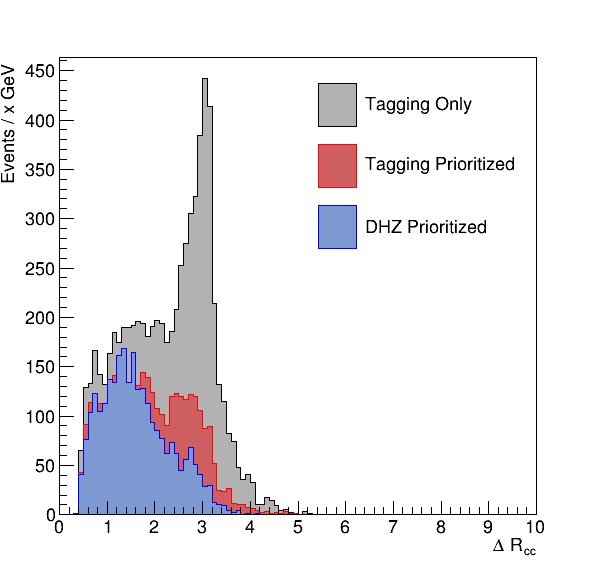 Events / x GeV
450
400
350
300
250
200
150
100
50
0
Tagging Only
Tagging Prioritized
DHZ Prioritized
0 1 2 3 4 5 6 7 8 9 10
Δ Rcc